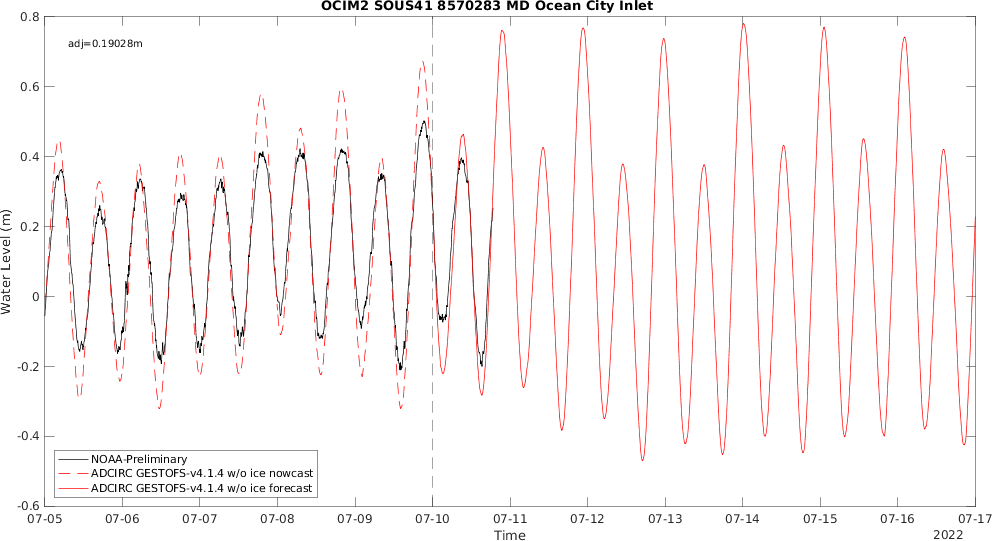 OCIM2 SOUS41 8570283 MD Ocean City Inlet
adj=0.19028m
0.8
0.6
0.4
0.2
0
-0.2
-0.4
-0.6
Water Level (m)
NOAA-Preliminary
ADCIRC GESTOFS-v4.1.4 w/o ice nowcast
ADCIRC GESTOFS-v4.1.4 w/o ice forecast
07-05 07-06 07-07 07-08 07-09 07-10 07-11 07-12 07-13 07-14 07-15 07-16 07-17
Time
2022